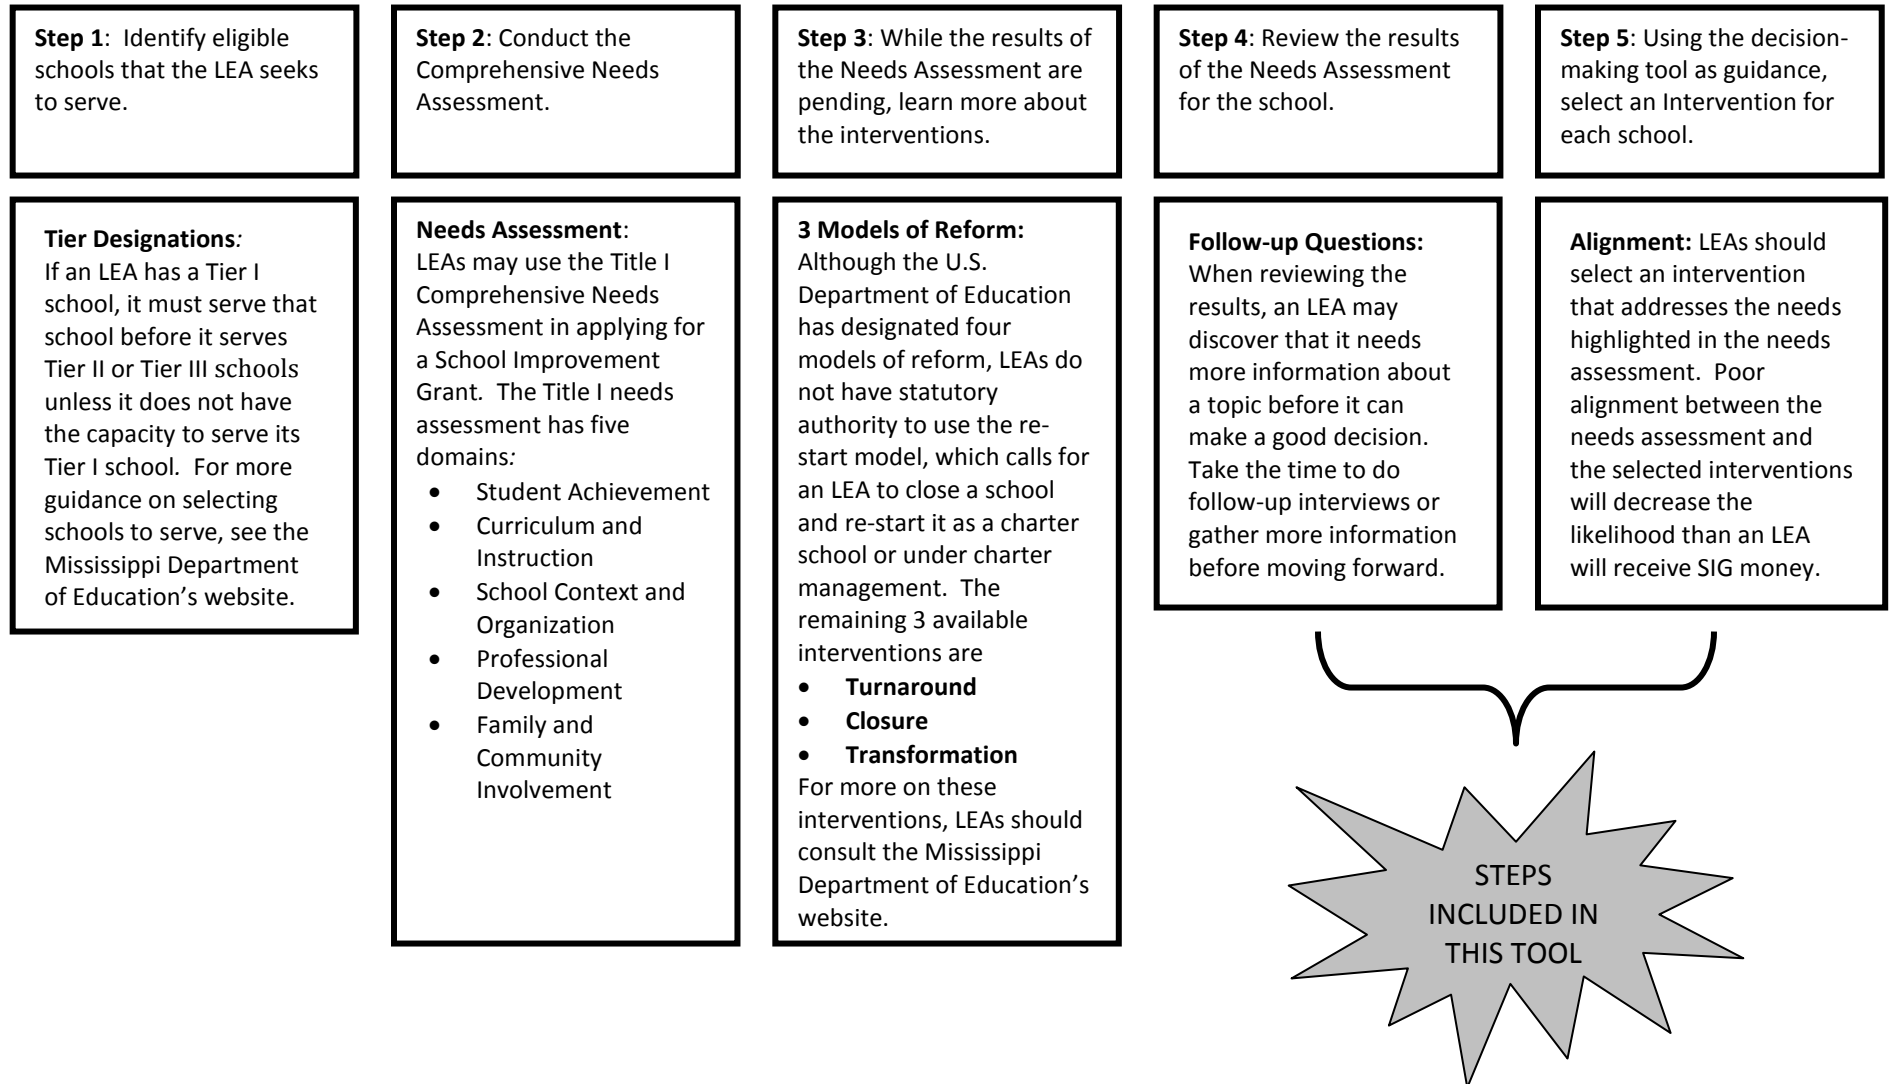 Step 1:  Identify eligible
schools that the LEA seeks
to serve.
Step 2: Conduct the
Comprehensive Needs
Assessment.
Step 3: While the results of
the Needs Assessment are
pending, learn more about
the interventions.
Step 4: Review the results
of the Needs Assessment
for the school.
Step 5: Using the decision-
making tool as guidance,
select an Intervention for
each school.
Tier Designations:
If an LEA has a Tier I
school, it must serve that
school before it serves
Tier II or Tier III schools
unless it does not have
the capacity to serve its
Tier I school.  For more
guidance on selecting
schools to serve, see the
Mississippi Department
of Education’s website.
Needs Assessment:
LEAs may use the Title I
Comprehensive Needs
Assessment in applying for
a School Improvement
Grant.  The Title I needs
assessment has five
domains:
• Student Achievement
• Curriculum and
Instruction
• School Context and
Organization
• Professional
Development
• Family and
Community
Involvement
3 Models of Reform:
Although the U.S.
Department of Education
has designated four
models of reform, LEAs do
not have statutory
authority to use the re-
start model, which calls for
an LEA to close a school
and re-start it as a charter
school or under charter
management.  The
remaining 3 available
interventions are
• Turnaround
• Closure
• Transformation
For more on these
interventions, LEAs should
consult the Mississippi
Department of Education’s
website.
Follow-up Questions:
When reviewing the
results, an LEA may
discover that it needs
more information about
a topic before it can
make a good decision.
Take the time to do
follow-up interviews or
gather more information
before moving forward.
Alignment: LEAs should
select an intervention
that addresses the needs
highlighted in the needs
assessment.  Poor
alignment between the
needs assessment and
the selected interventions
will decrease the
likelihood than an LEA
will receive SIG money.
STEPS
INCLUDED IN
THIS TOOL